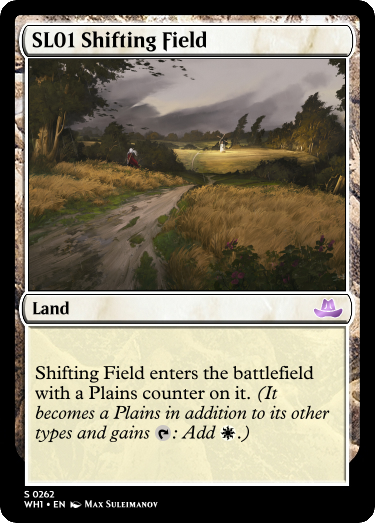 SL01 Shifting Field
Land
Shifting Field enters the battlefield
with a Plains counter on it. (It
becomes a Plains in addition to its other
types and gains : Add .)
S 0262
WH1 • EN Max Suleimanov